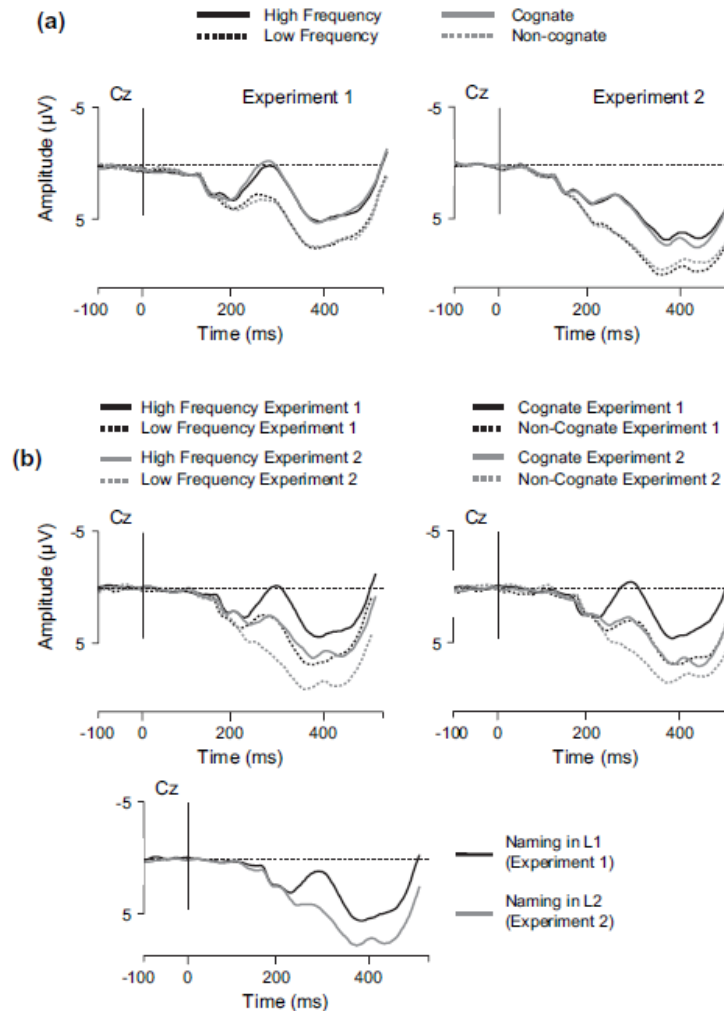 (a)
High Frequency
Low Frequency
Cognate
Non-cognate
Cz
Experiment 1
Experiment 2
-5
5
Amplitude (µV)
-100 0 200 400
Time (ms)
-5
5
-100 0 200 400
Time (ms)
(b)
High Frequency Experiment 1
Low Frequency Experiment 1
High Frequency Experiment 2
Low Frequency Experiment 2
Cognate Experiment 1
Non-Cognate Experiment 1
Cognate Experiment 2
Non-Cognate Experiment 2
Cz
-5
5
Amplitude (µV)
-100 0 200 400
Time (ms)
Cz
-5
5
-100 0 200 400
Time (ms)
Cz
-5
5
-100 0 200 400
Time (ms)
Naming in L1
(Experiment 1)
Naming in L2
(Experiment 2)